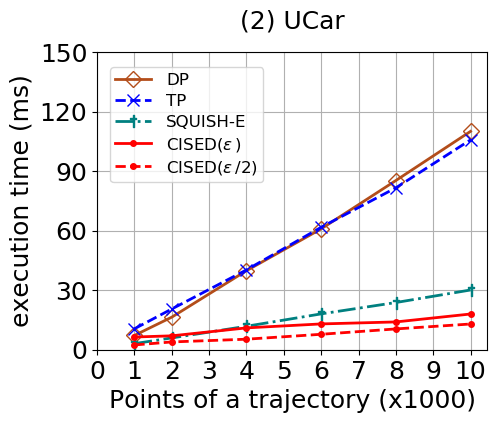 (2) UCar
execution time (ms)
150
120
90
60
30
0
DP
TP
SQUISH-E
CISED(ε )
CISED(ε /2)
0 1 2 3 4 5 6 7 8 9 10
Points of a trajectory (x1000)